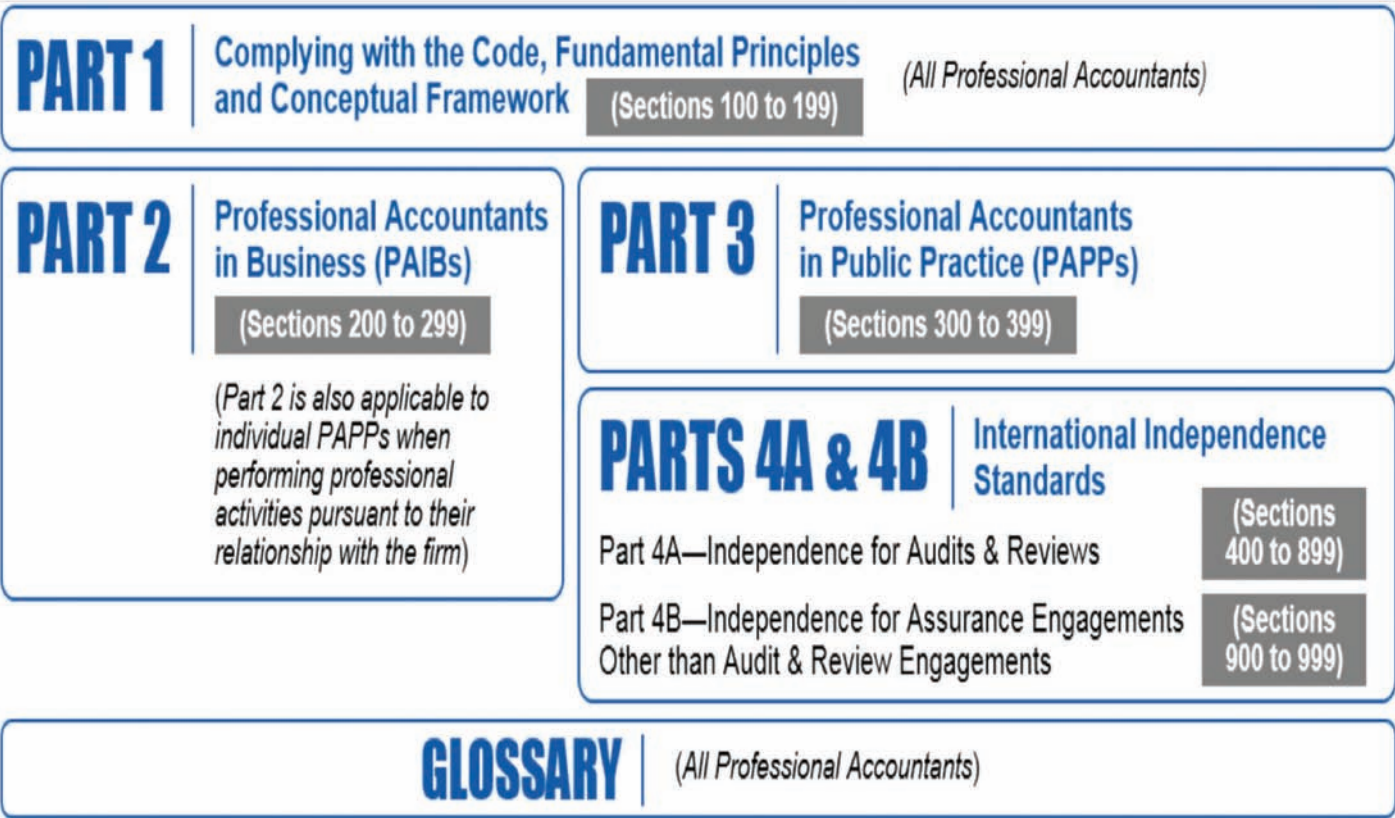 PART 1
Complying with the Code, Fundamental Principles
and Conceptual Framework
(Sections 100 to 199)
(All Professional Accountants)
PART 2
Professional Accountants
in Business (PAIBs)
(Sections 200 to 299)
(Part 2 is also applicable to
individual PAPPs when
performing professional
activities pursuant to their
relationship with the firm)
PART 3
Professional Accountants
in Public Practice (PAPPs)
(Sections 300 to 399)
PARTS 4A & 4B
International Independence
Standards
Part 4A—Independence for Audits & Reviews
(Sections
400 to 899)
Part 4B—Independence for Assurance Engagements
Other than Audit & Review Engagements
(Sections
900 to 999)
GLOSSARY
(All Professional Accountants)